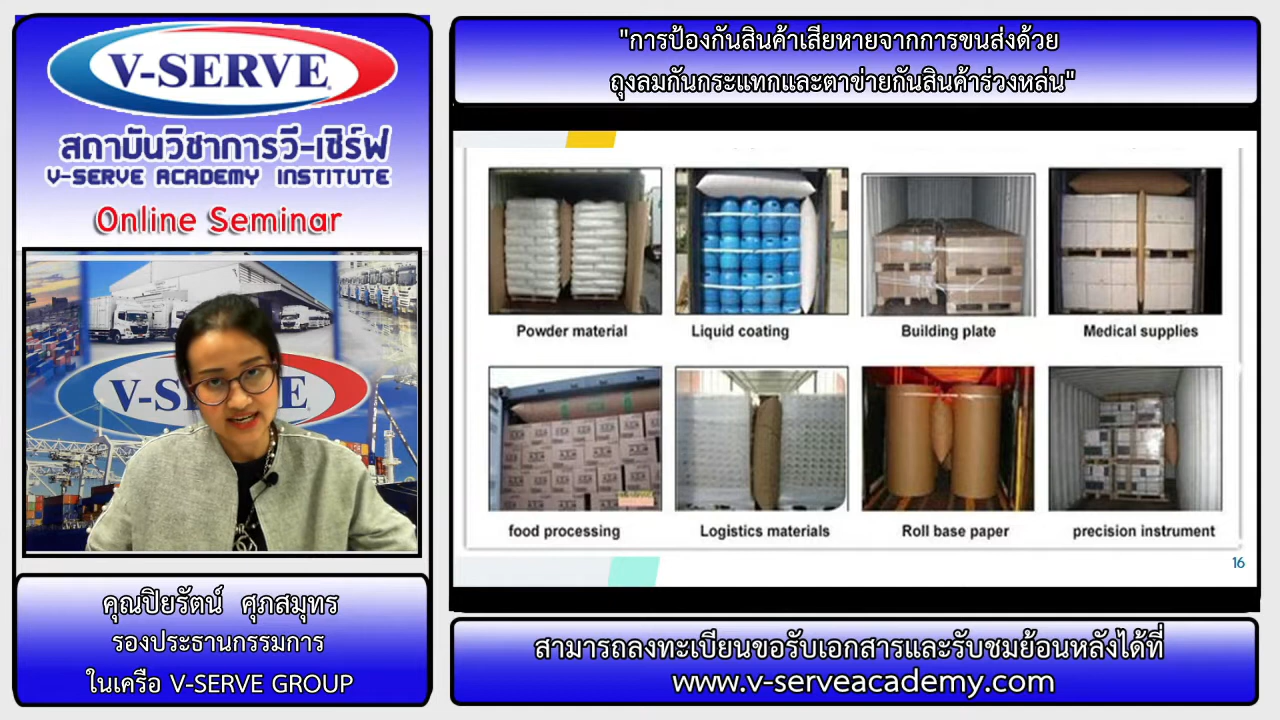 V-SERVE
สถาบันวิชาการวี-เซิร์ฟ
V-SERVE ACADEMY INSTITUTE
Online Seminar
คุณปิยรัตน์ ศุภสมุทร
รองประธานกรรมการ
ในเครือ V-SERVE GROUP
"การป้องกันสินค้าเสียหายจากการขนส่งด้วย
ถุงลมกันกระแทกและตาข่ายกันสินค้าร่วงหล่น"
Powder material
Liquid coating
Building plate
Medical supplies
food processing
Logistics materials
Roll base paper
precision instrument
16
สามารถลงทะเบียนขอรับเอกสารและรับชมย้อนหลังได้ที่
www.v-serveacademy.com